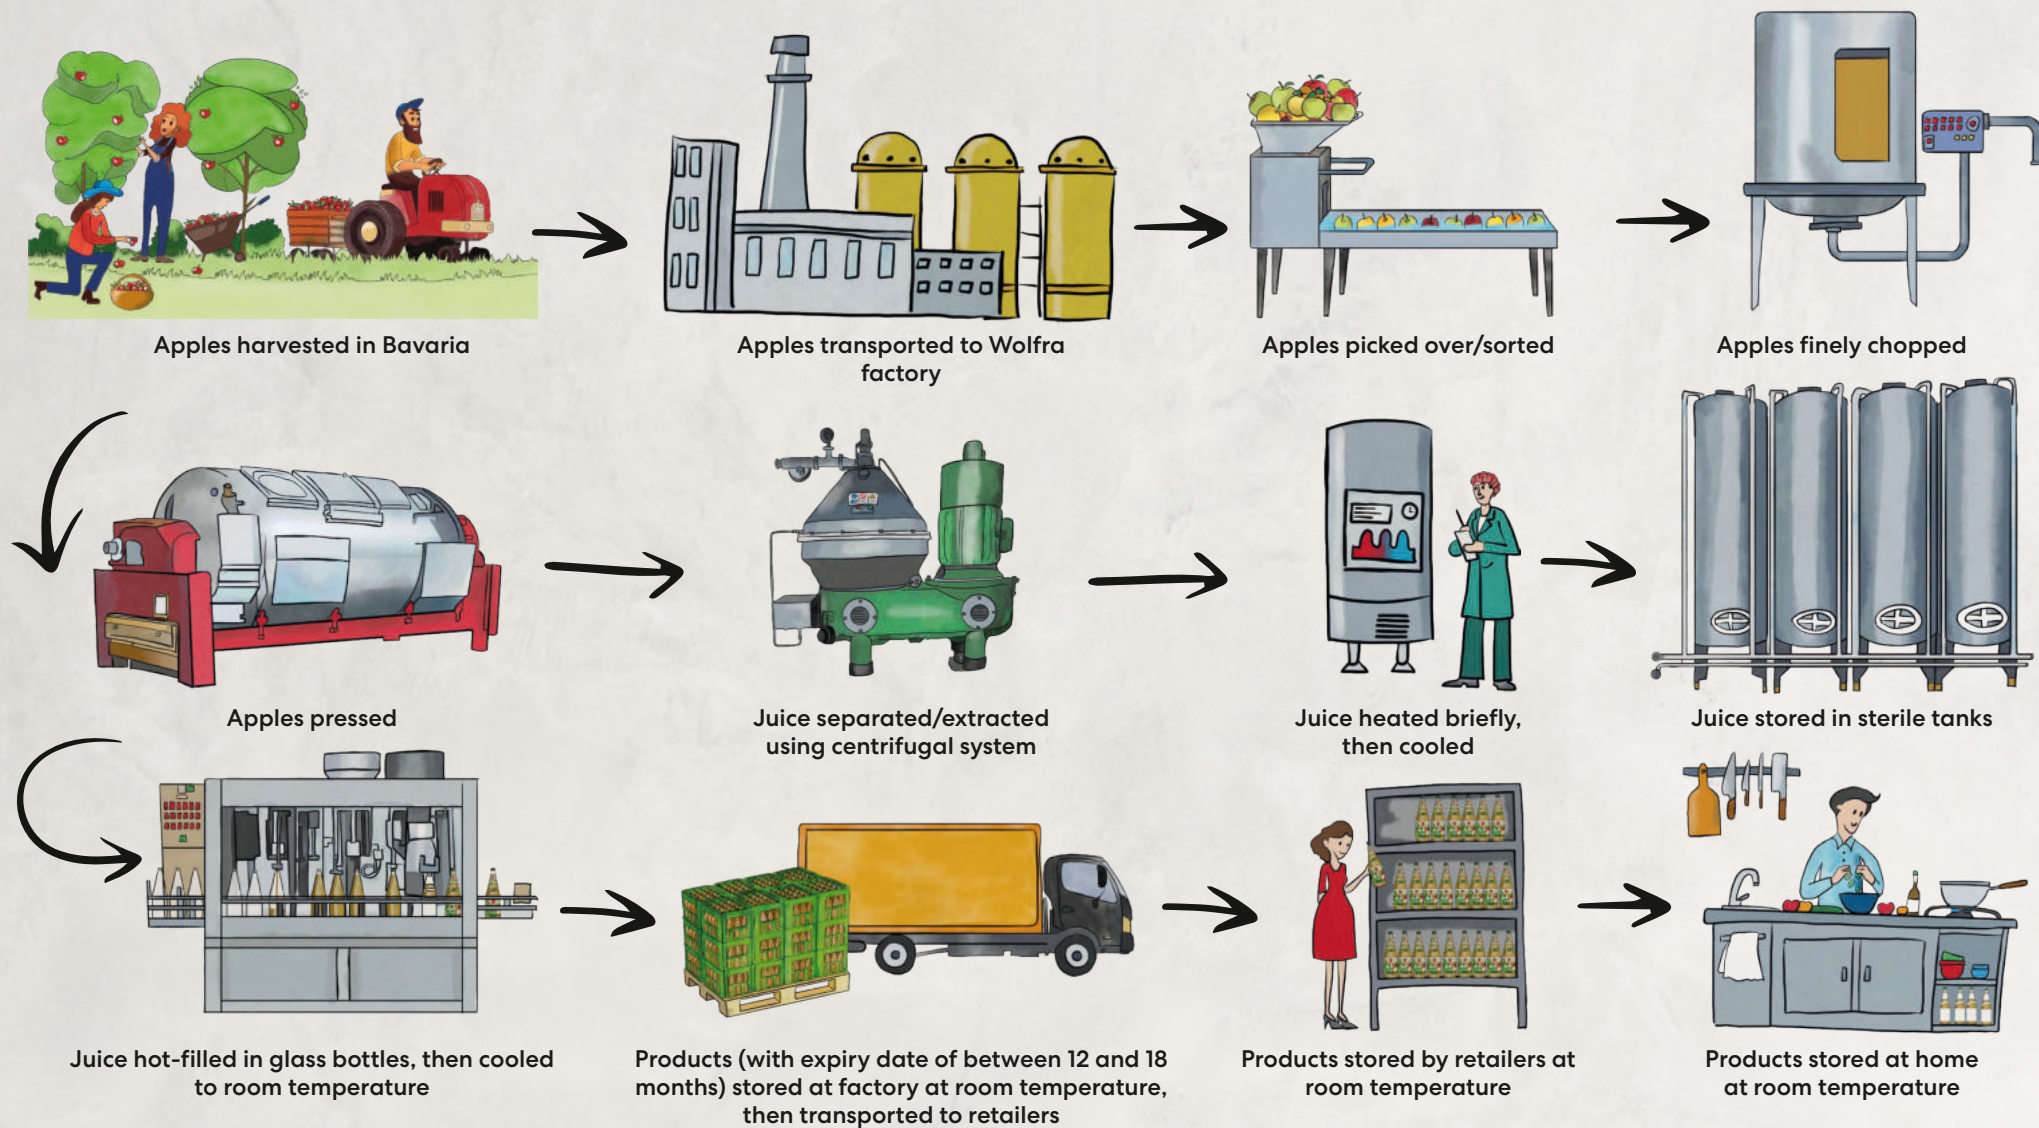 Apples harvested in Bavaria
Apples transported to Wolfra
factory
Apples picked over/sorted
Apples finely chopped
Apples pressed
Juice separated/extracted
using centrifugal system
Juice heated briefly,
then cooled
Juice stored in sterile tanks
Juice hot-filled in glass bottles, then cooled
to room temperature
Products (with expiry date of between 12 and 18
months) stored at factory at room temperature,
then transported to retailers
Products stored by retailers at
room temperature
Products stored at home
at room temperature